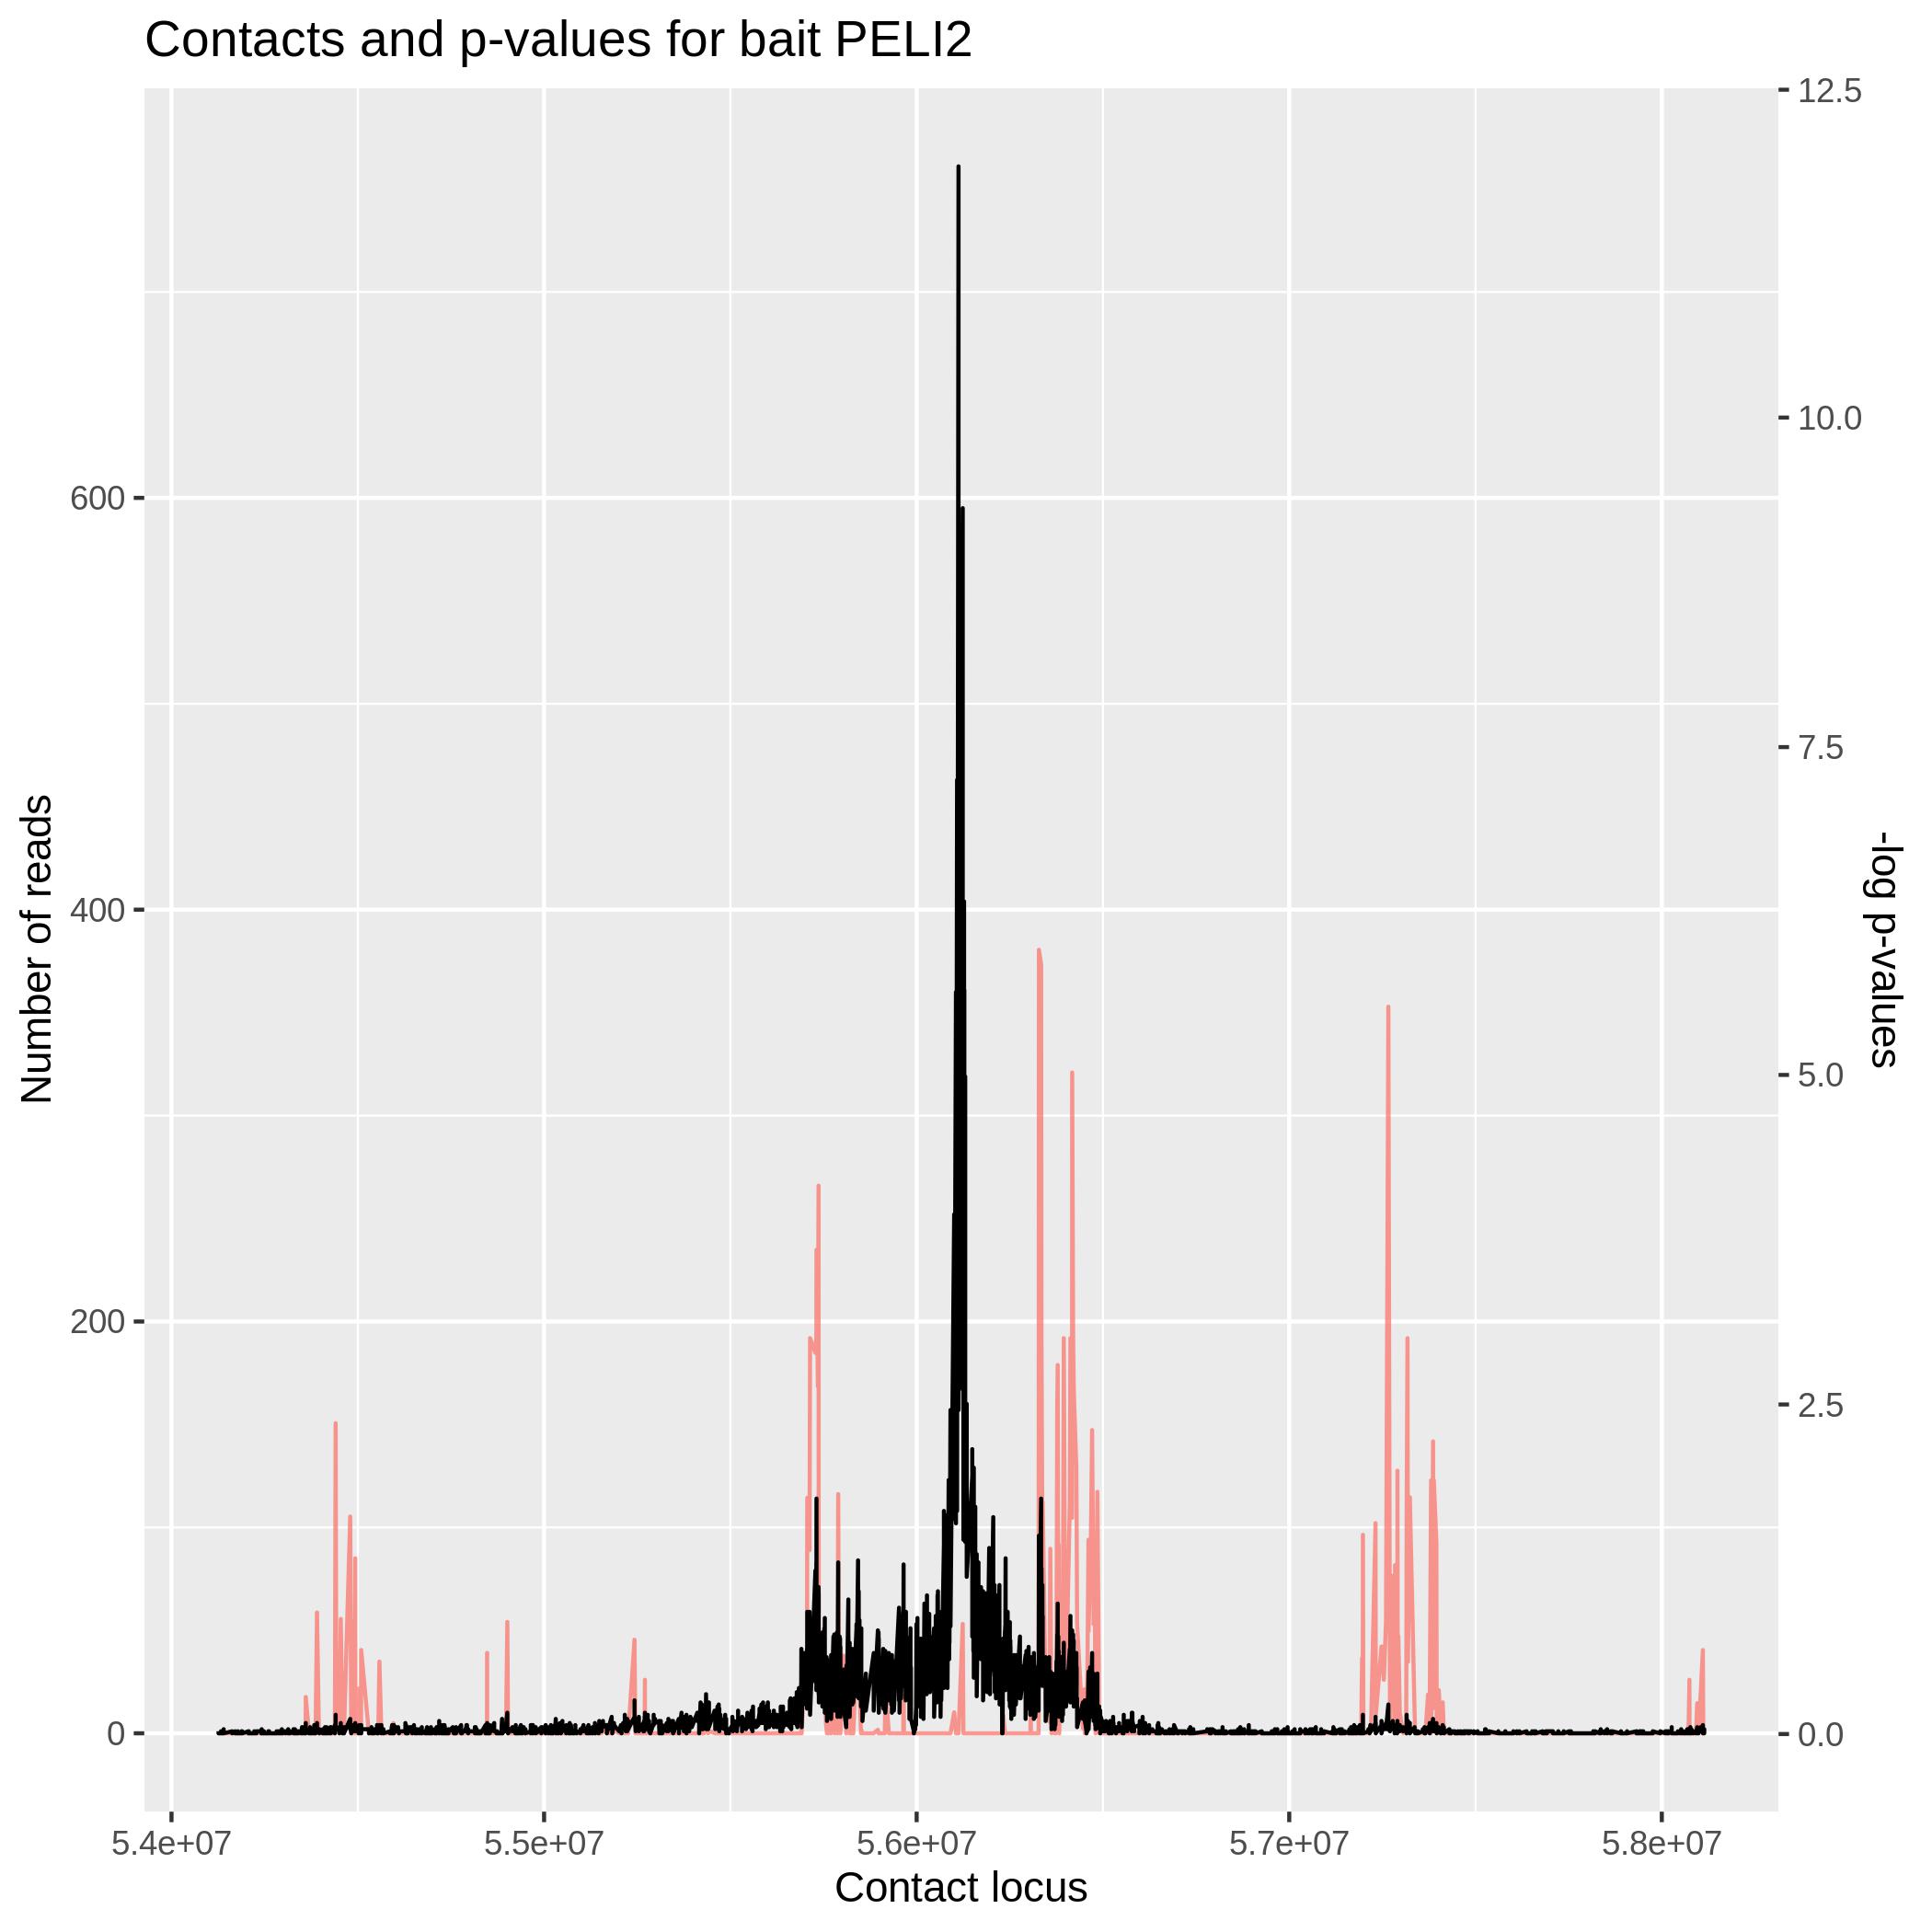 Contacts and p-values for bait PELI2
12.5
10.0
600
7.5
400
5.0
200
2.5
0
0.0
Number of reads
-log p-values
5.4e+07 5.5e+07 5.6e+07 5.7e+07 5.8e+07
Contact locus